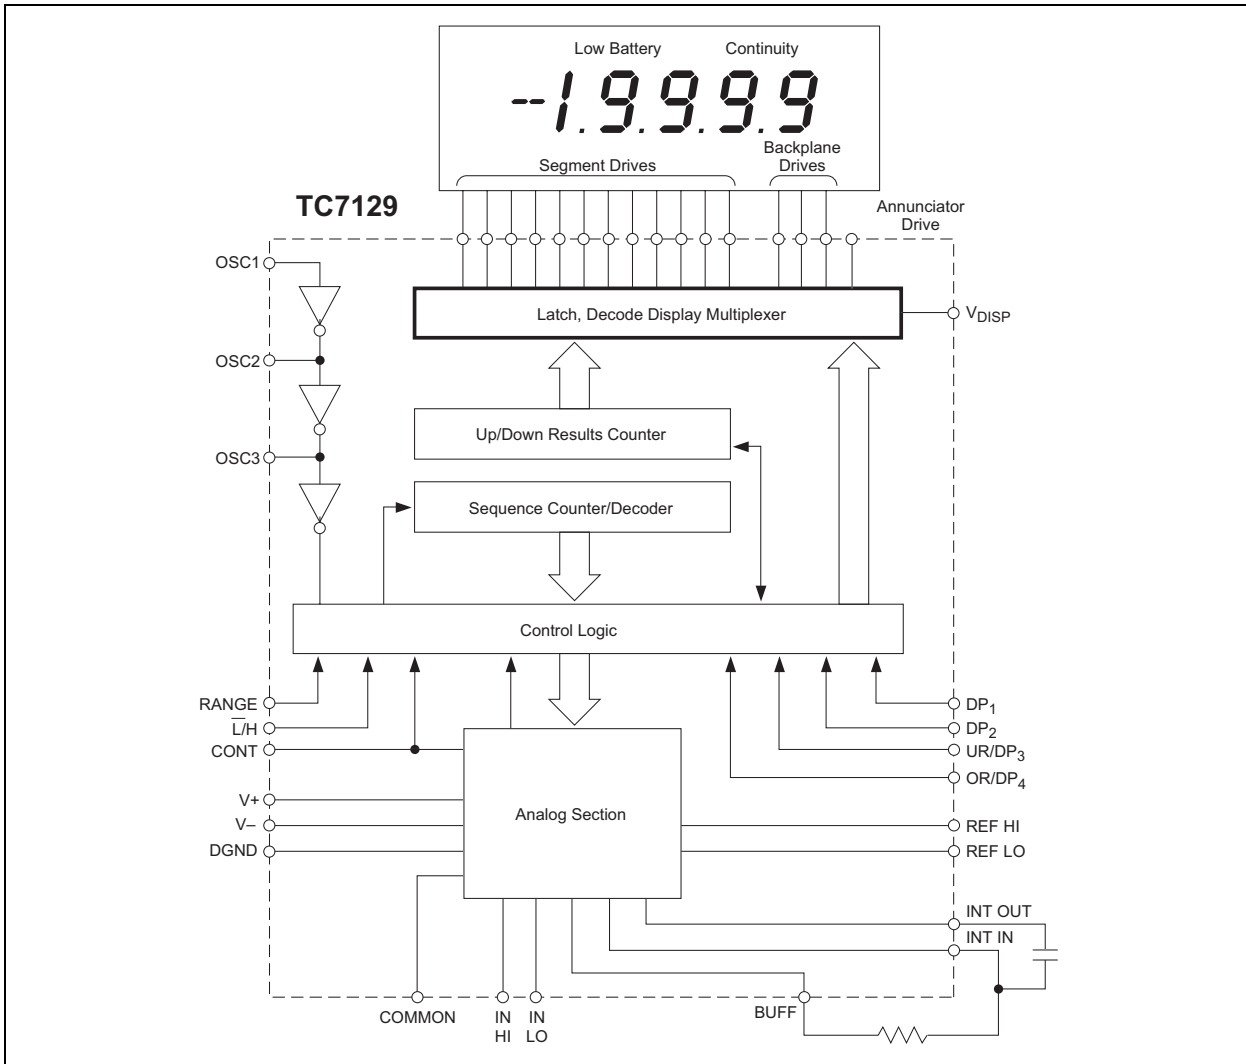 Low Battery Continuity
--1.9.9.9.9
Segment Drives
Backplane
Drives
TC7129
Annunciator
Drive
OSC1
OSC2
OSC3
Latch, Decode Display Multiplexer
VDISP
Up/Down Results Counter
Sequence Counter/Decoder
Control Logic
RANGE
L̅/H
CONT
V+
V–
DGND
Analog Section
DP1
DP2
UR/DP3
OR/DP4
REF HI
REF LO
INT OUT
INT IN
COMMON
IN
HI
IN
LO
BUFF